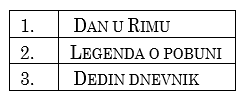 1. DAN U RIMU
2. LEGENDA O POBUNI
3. DEDIN DNEVNIK